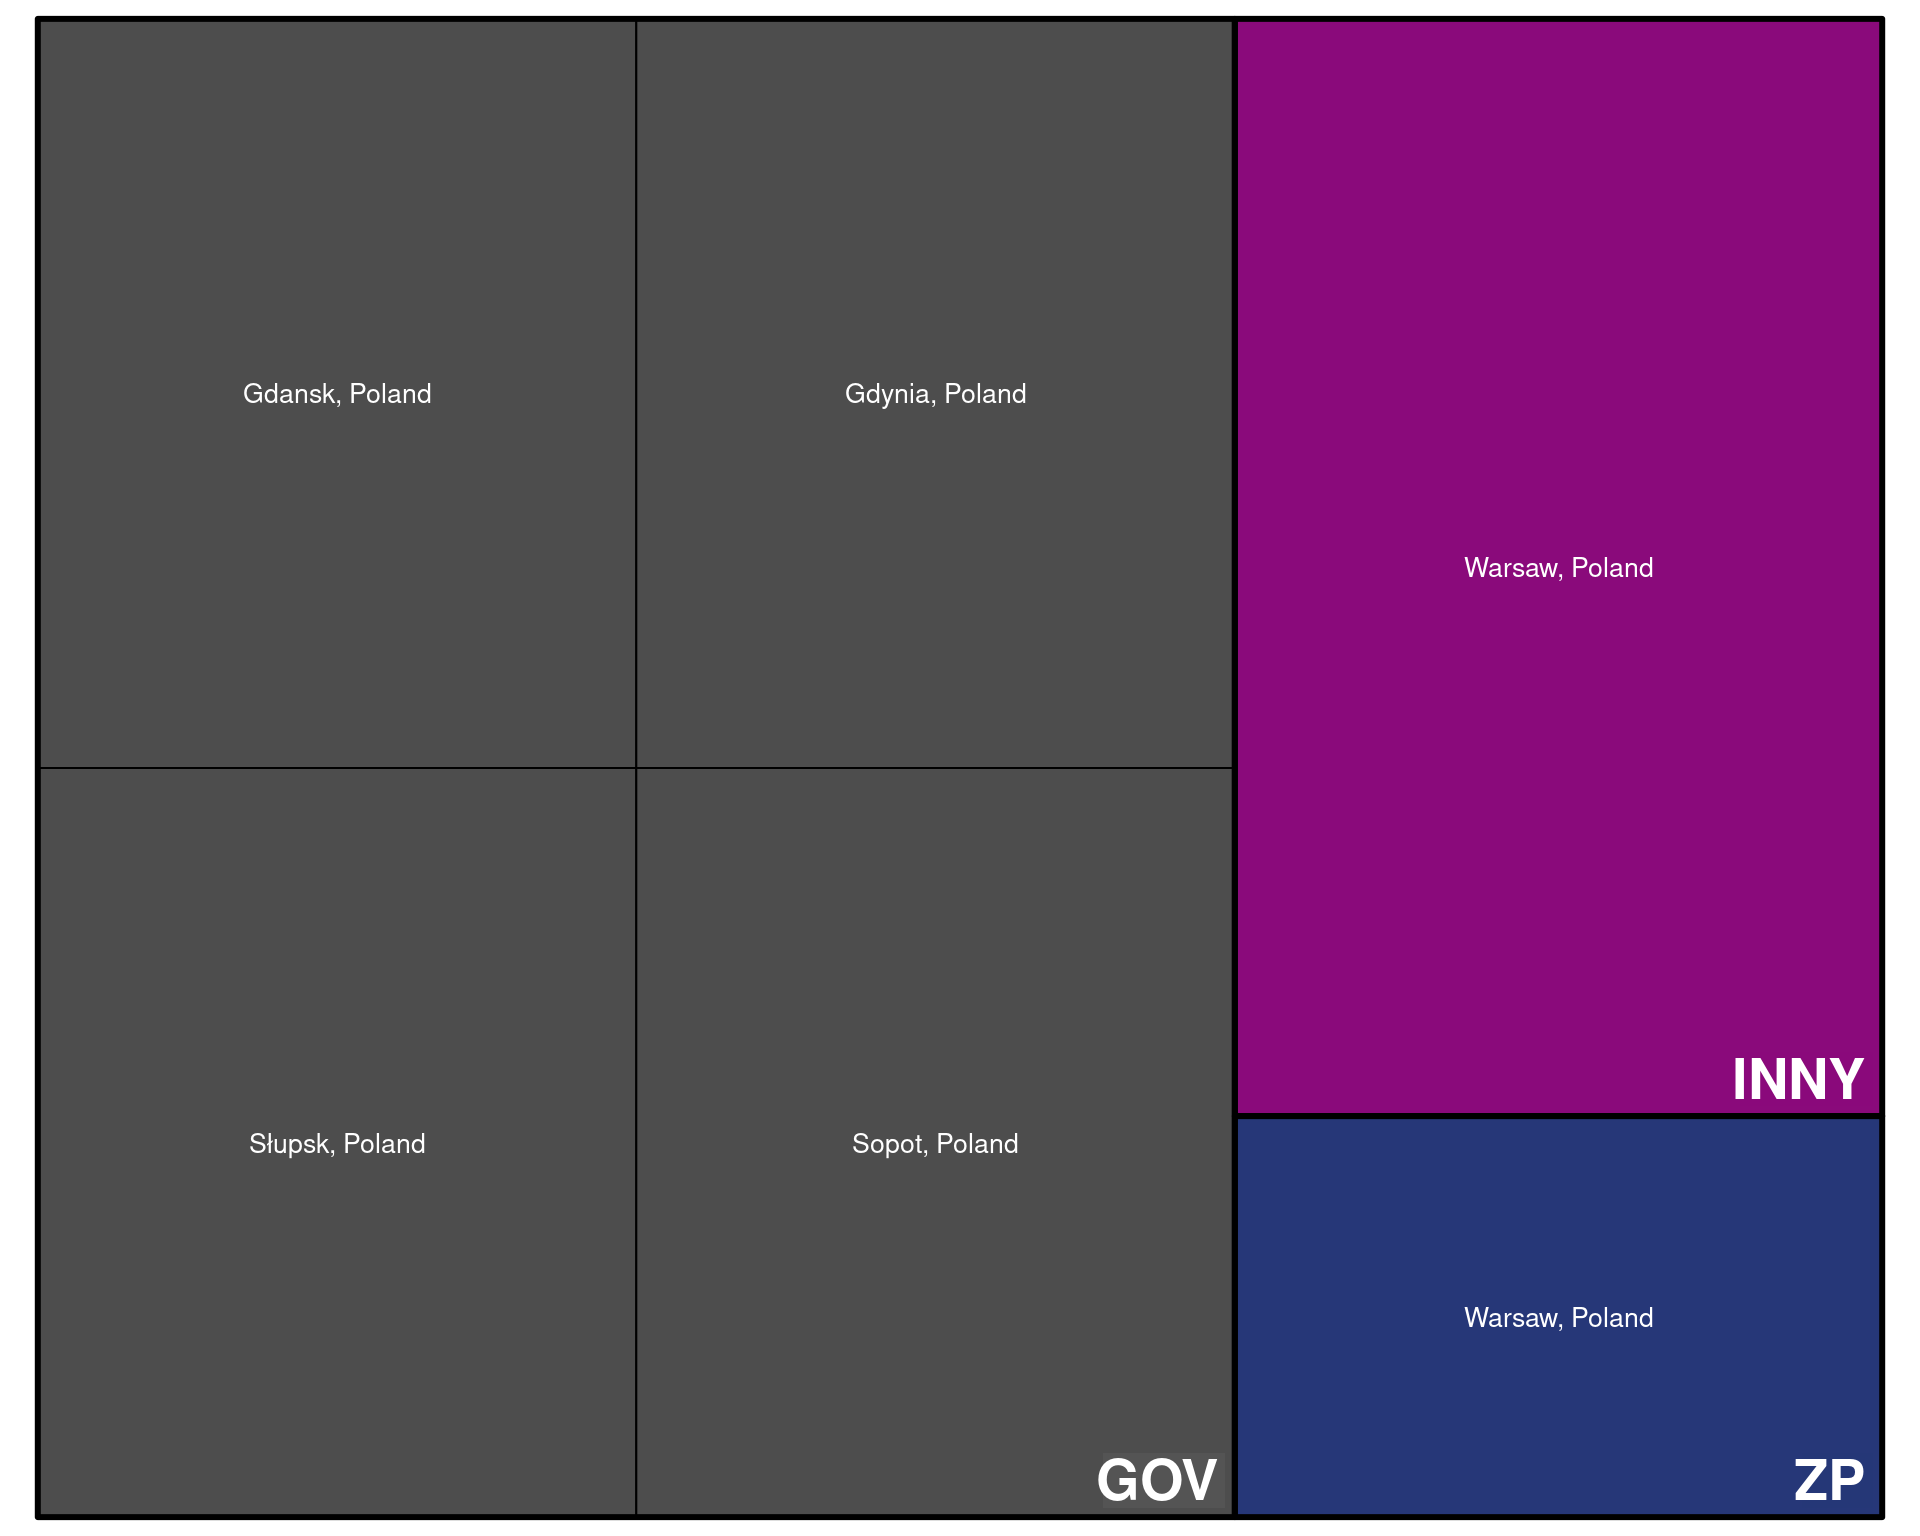 Gdansk, Poland
Gdynia, Poland
Słupsk, Poland
Sopot, Poland
GOV
Warsaw, Poland
INNY
Warsaw, Poland
ZP